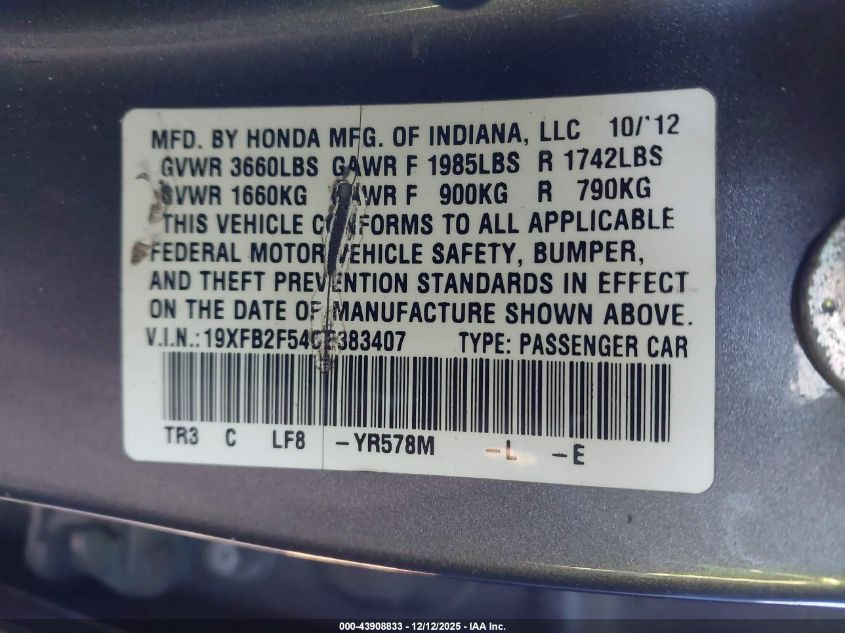 MFD. BY HONDA MFG. OF INDIANA, LLC 10/'12
GVWR 3660LBS GAWR F 1985LBS R 1742LBS
GVWR 1660KG GAWR F 900KG R 790KG
THIS VEHICLE CONFORMS TO ALL APPLICABLE
FEDERAL MOTOR VEHICLE SAFETY, BUMPER,
AND THEFT PREVENTION STANDARDS IN EFFECT
ON THE DATE OF MANUFACTURE SHOWN ABOVE.
V.I.N.: TYPE: PASSENGER CAR
TR3 C LF8 -YR578M -L -E
000-43908833 - 12/12/2025 - IAA Inc.